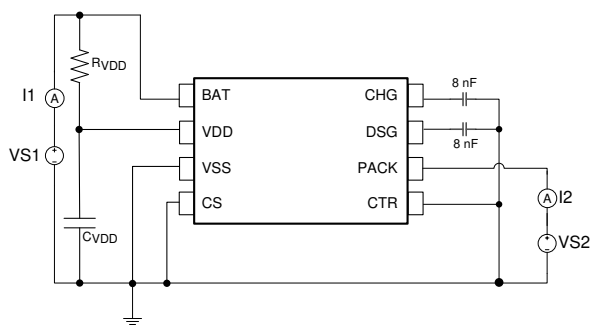 8 nF
RVDD
I1
A
BAT
CHG
VDD
DSG
8 nF
VS1
VSS
PACK
CS
CTR
A
I2
CVDD
VS2